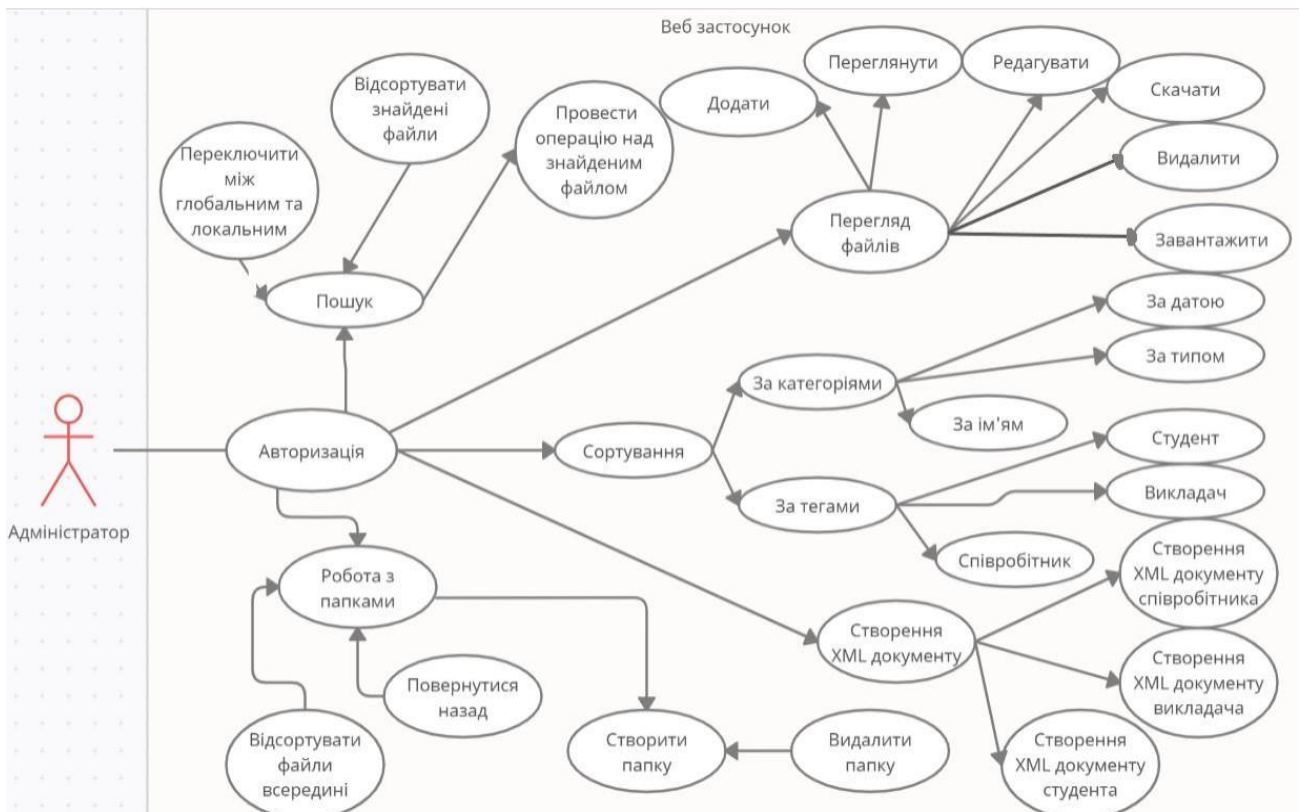 Веб застосунок
Відсортувати
знайдені
файли
Переключити
між
глобальним та
локальним
Провести
операцію над
знайденим
файлом
Додати
Переглянути
Редагувати
Скачати
Видалити
Завантажити
Перегляд
файлів
Пошук
За датою
За типом
За категоріями
За ім'ям
Авторизація
Сортування
Студент
Викладач
За тегами
Співробітник
Адміністратор
Робота з
папками
Створення
XML документу
співробітника
Створення
XML документу
Створення
XML документу
викладача
Повернутися
назад
Відсортувати
файли
всередині
Створити
папку
Видалити
папку
Створення
XML документу
студента